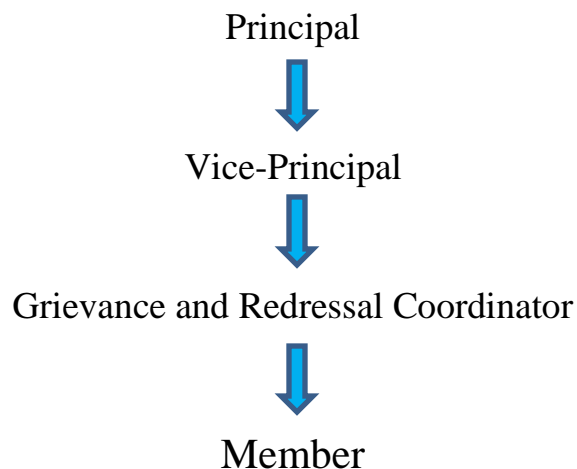 Principal
Vice-Principal
Grievance and Redressal Coordinator
Member